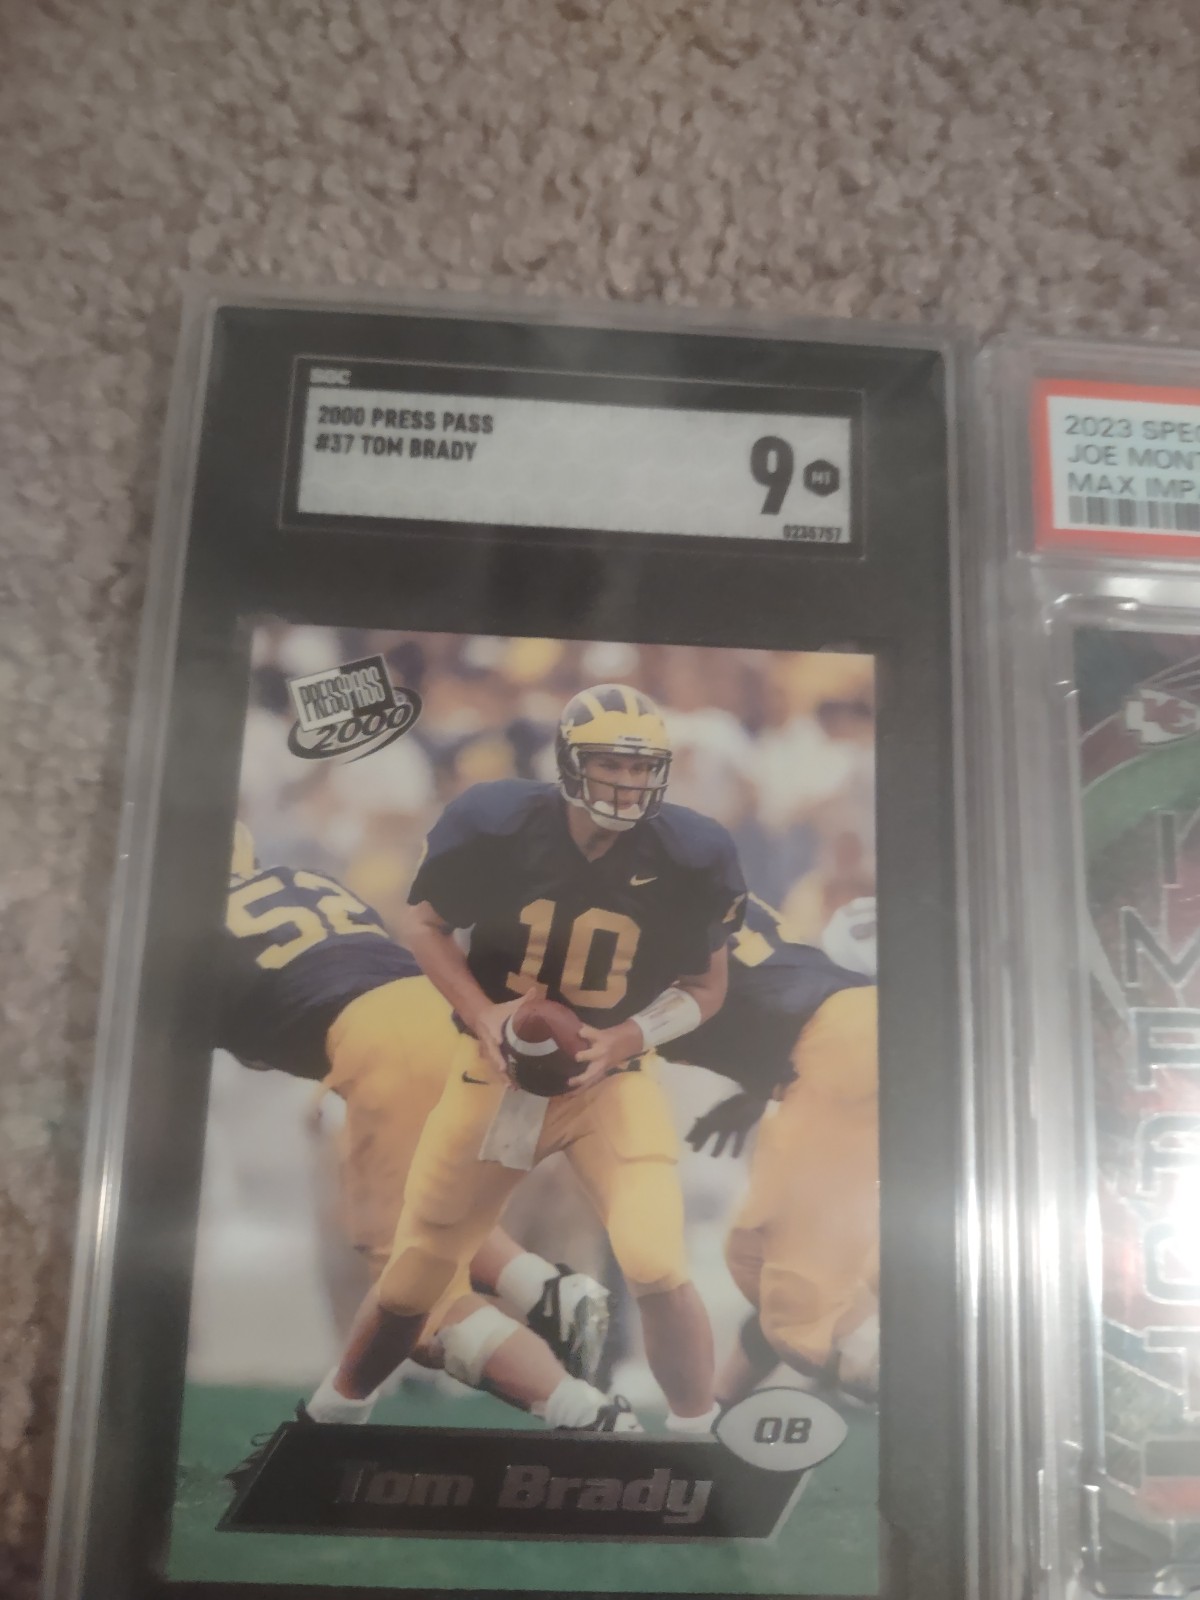 SGC
2000 PRESS PASS
#37 TOM BRADY
9
MT
PRESS PASS
2000
52
10
QB
Tom Brady
2023 SPEC
JOE MONT
MAX IMP
MONTANA